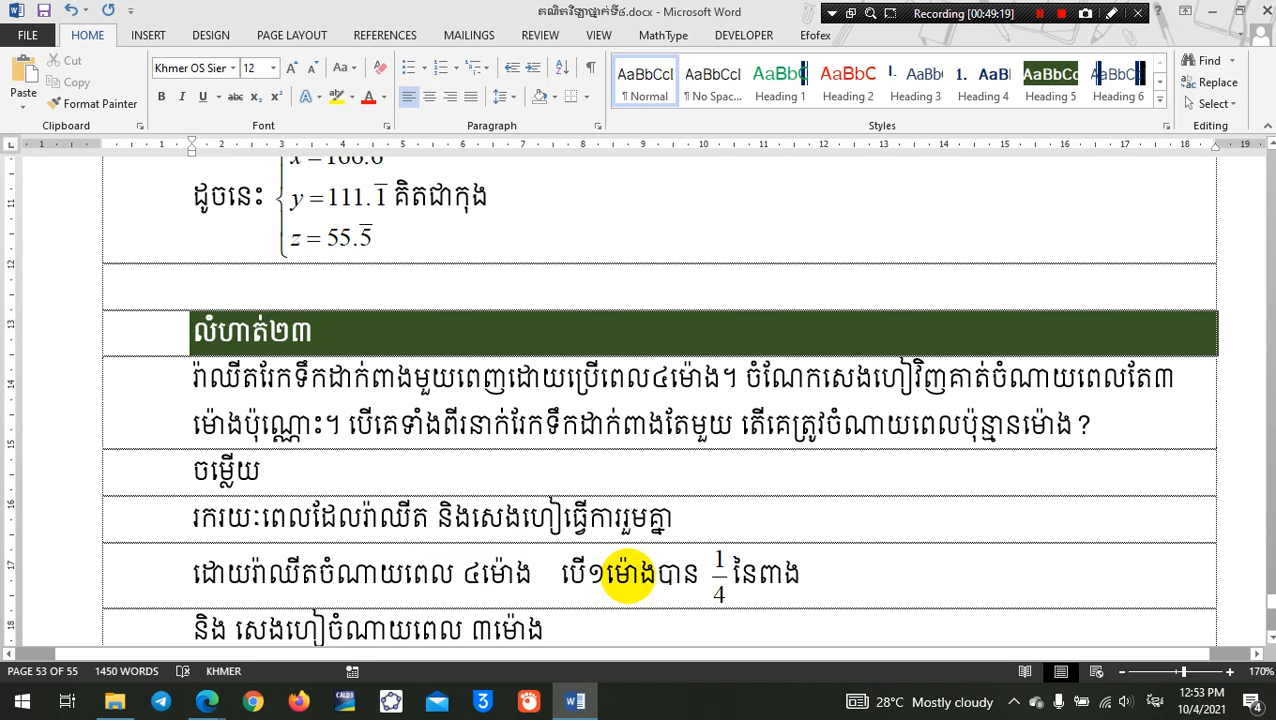 គណិតវិទ្យាថ្នាក់ទី៩.docx - Microsoft Word
Recording [00:49:19]
FILE HOME INSERT DESIGN PAGE LAYOUT REFERENCES MAILINGS REVIEW VIEW MathType DEVELOPER Efofex
Cut
Copy
Format Painter
Paste
Khmer OS Sier 12
AaBbCcI AaBbCcI AaBbC AaBbC AaBb 1. AaB AaBbCc AaBbC
¶ Normal ¶ No Spac... Heading 1 Heading 2 Heading 3 Heading 4 Heading 5 Heading 6
Find
Replace
Select
Clipboard Font Paragraph Styles Editing
x = 166.6
ដូចនេះ y = 111.1̅ គិតជាកុង
z = 55.5̅
លំហាត់២៣
រ៉ាឈីតរែកទឹកដាក់ពាងមួយពេញដោយប្រើពេល៤ម៉ោង។ ចំណែកសេងហៀវិញគាត់ចំណាយពេលតែ៣
ម៉ោងប៉ុណ្ណោះ។ បើគេទាំងពីរនាក់រែកទឹកដាក់ពាងតែមួយ តើគេត្រូវចំណាយពេលប៉ុន្មានម៉ោង?
ចម្លើយ
រករយៈពេលដែលរ៉ាឈីត និងសេងហៀធ្វើការរួមគ្នា
ដោយរ៉ាឈីតចំណាយពេល ៤ម៉ោង បើ១ម៉ោងបាន 1/4 នៃពាង
និង សេងហៀចំណាយពេល ៣ម៉ោង
PAGE 53 OF 55 1450 WORDS KHMER 170%
28°C Mostly cloudy
12:53 PM
10/4/2021